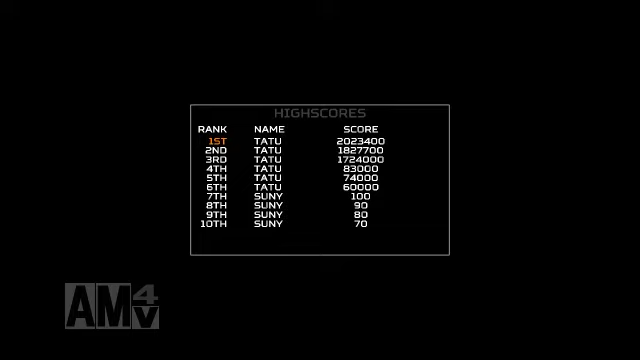 HIGHSCORES
RANK NAME SCORE
1ST TATU 2023400
2ND TATU 1827700
3RD TATU 1724000
4TH TATU 83000
5TH TATU 74000
6TH TATU 60000
7TH SUNY 100
8TH SUNY 90
9TH SUNY 80
10TH SUNY 70
AM4V